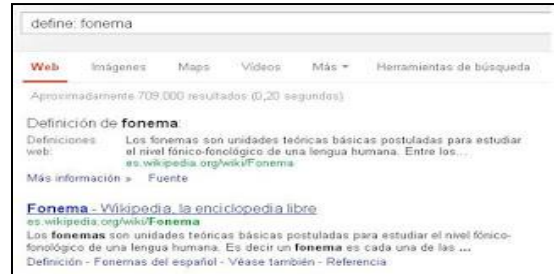 define: fonema
Web Imágenes Maps Vídeos Más Herramientas de búsqueda
Aproximadamente 709.000 resultados (0,20 segundos)
Definición de fonema:
Definiciones web: Los fonemas son unidades teóricas básicas postuladas para estudiar
el nivel fónico-fonológico de una lengua humana. Entre los...
es.wikipedia.org/wiki/Fonema
Más información » Fuente
Fonema - Wikipedia, la enciclopedia libre
es.wikipedia.org/wiki/Fonema
Los fonemas son unidades teóricas básicas postuladas para estudiar el nivel fónico-
fonológico de una lengua humana. Es decir un fonema es cada una de las ...
Definición - Fonemas del español - Véase también - Referencia